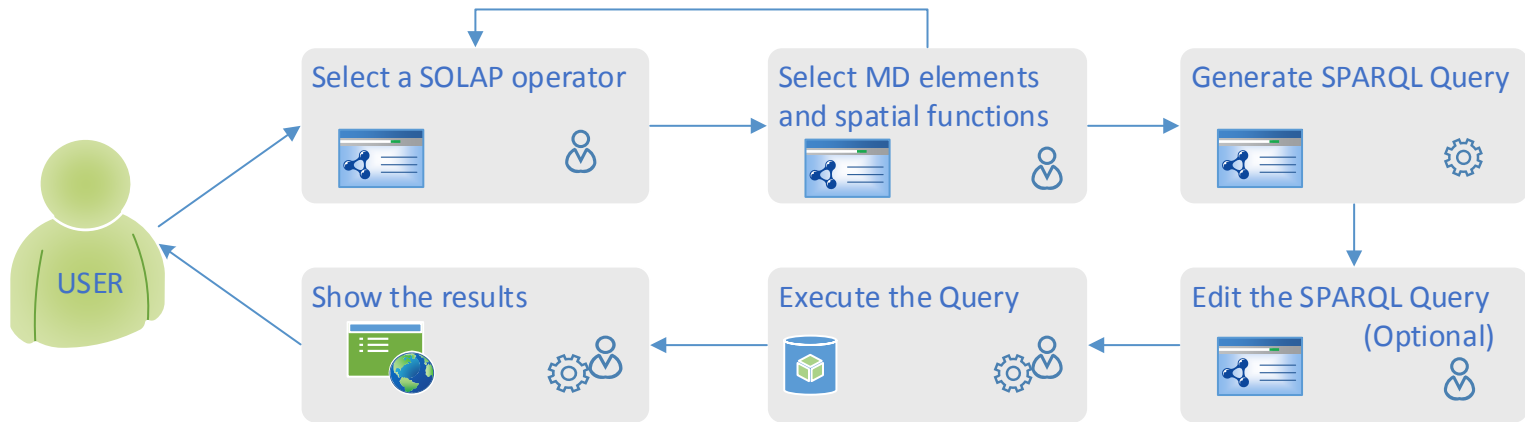 Select a SOLAP operator
Select MD elements
and spatial functions
Generate SPARQL Query
USER
Show the results
Execute the Query
Edit the SPARQL Query
(Optional)